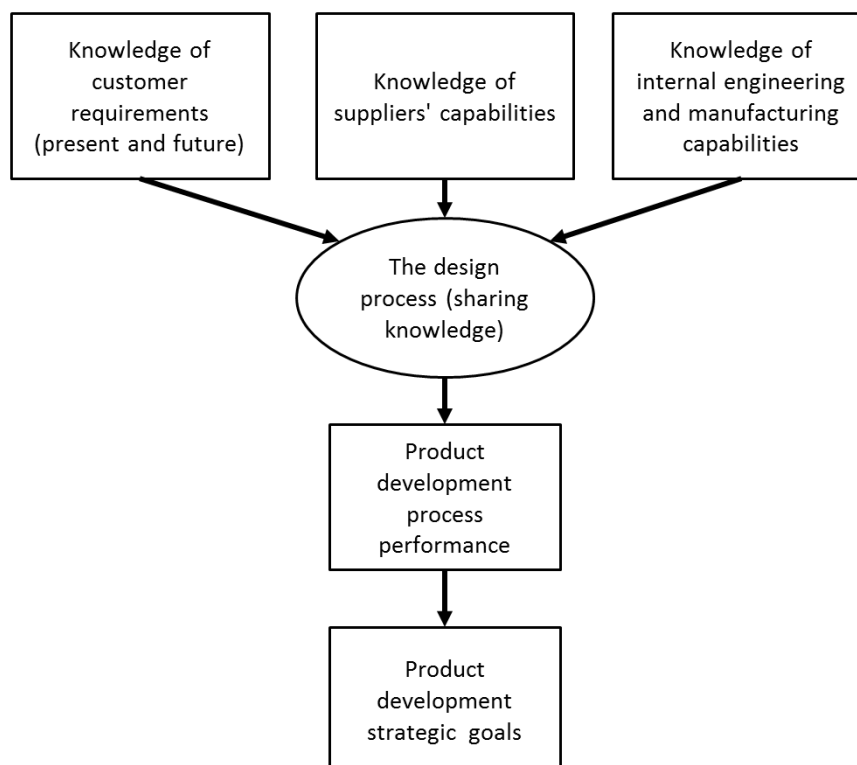 Knowledge of
customer
requirements
(present and future)
Knowledge of
suppliers' capabilities
Knowledge of
internal engineering
and manufacturing
capabilities
The design
process (sharing
knowledge)
Product
development
process
performance
Product
development
strategic goals